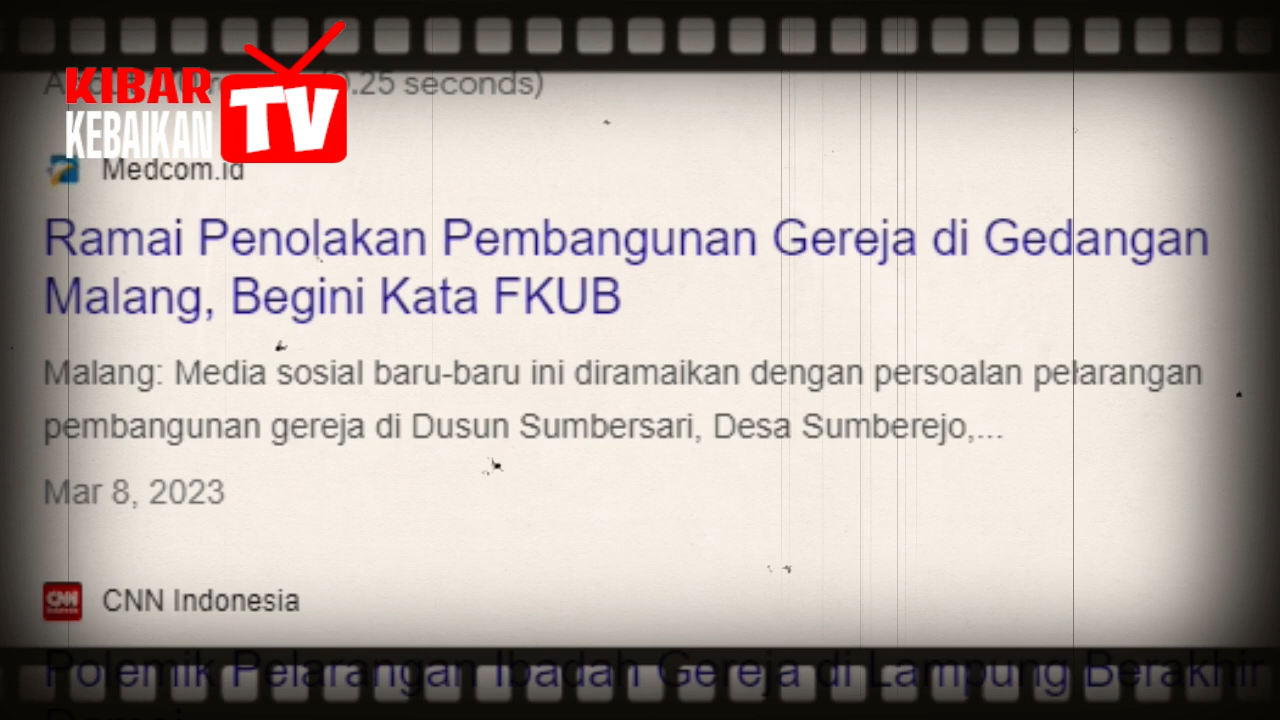 KIBAR
KEBAIKAN
TV
.25 seconds)
Medcom.id
Ramai Penolakan Pembangunan Gereja di Gedangan
Malang, Begini Kata FKUB
Malang: Media sosial baru-baru ini diramaikan dengan persoalan pelarangan
pembangunan gereja di Dusun Sumbersari, Desa Sumberejo,...
Mar 8, 2023
CNN Indonesia
Polemik Pelarangan Ibadah Gereja di Lampung Berakhir